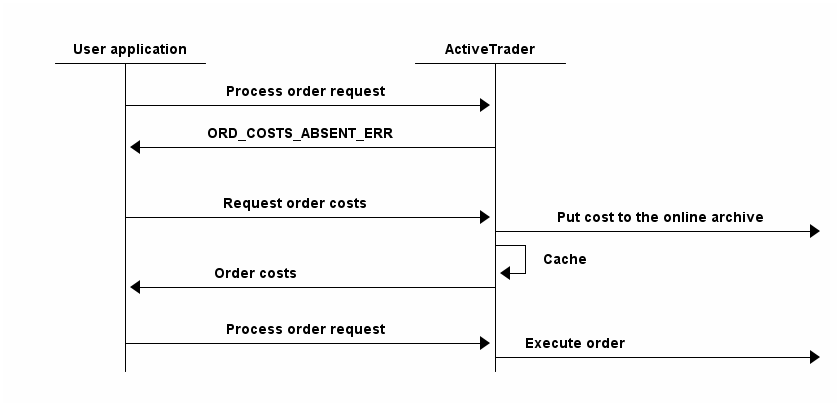 User application
ActiveTrader
Process order request
ORD_COSTS_ABSENT_ERR
Request order costs
Put cost to the online archive
Cache
Order costs
Process order request
Execute order